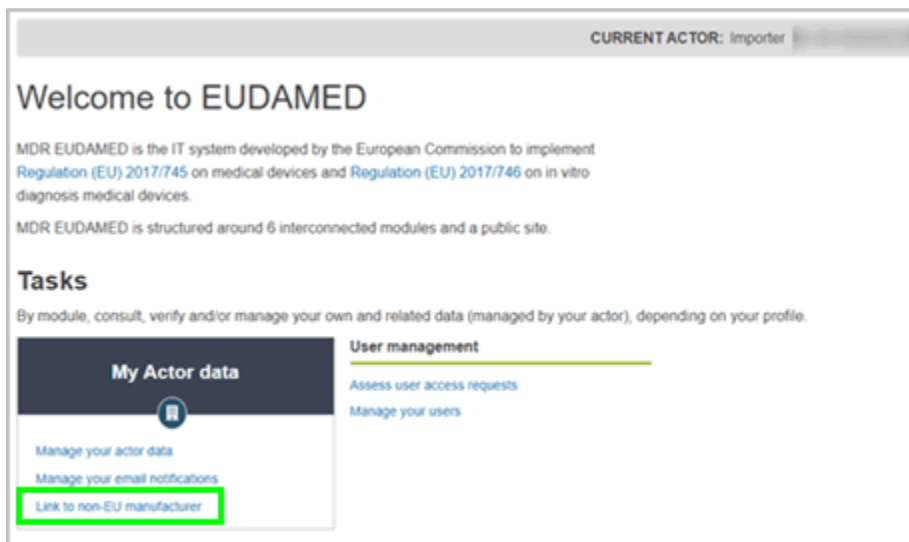 CURRENT ACTOR: Importer
Welcome to EUDAMED
MDR EUDAMED is the IT system developed by the European Commission to implement
Regulation (EU) 2017/745 on medical devices and Regulation (EU) 2017/746 on in vitro
diagnosis medical devices.
MDR EUDAMED is structured around 6 interconnected modules and a public site.
Tasks
By module, consult, verify and/or manage your own and related data (managed by your actor), depending on your profile.
My Actor data
Manage your actor data
Manage your email notifications
Link to non-EU manufacturer
User management
Assess user access requests
Manage your users